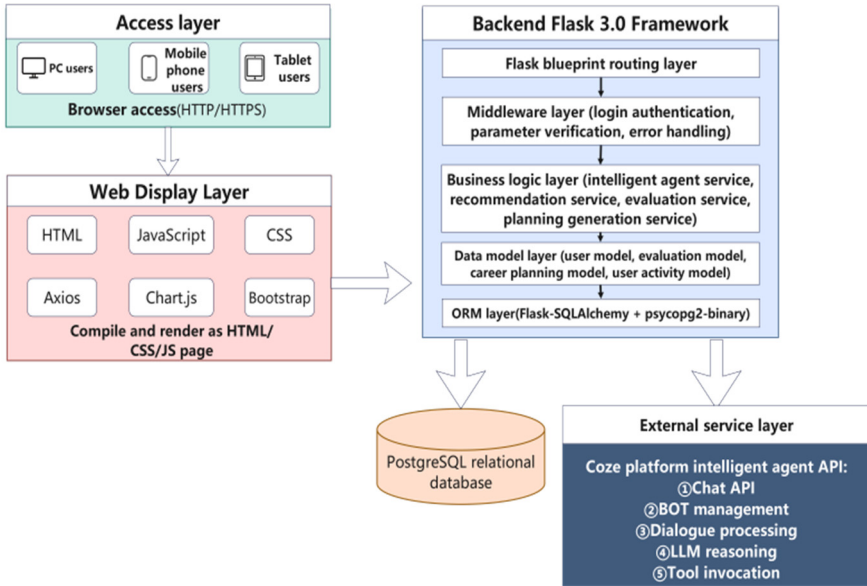 Access layer
PC users
Mobile
phone
users
Tablet
users
Browser access(HTTP/HTTPS)
Web Display Layer
HTML
JavaScript
CSS
Axios
Chart.js
Bootstrap
Compile and render as HTML/
CSS/JS page
Backend Flask 3.0 Framework
Flask blueprint routing layer
Middleware layer (login authentication,
parameter verification, error handling)
Business logic layer (intelligent agent service,
recommendation service, evaluation service,
planning generation service)
Data model layer (user model, evaluation model,
career planning model, user activity model)
ORM layer(Flask-SQLAlchemy + psycopg2-binary)
PostgreSQL relational
database
External service layer
Coze platform intelligent agent API:
①Chat API
②BOT management
③Dialogue processing
④LLM reasoning
⑤Tool invocation